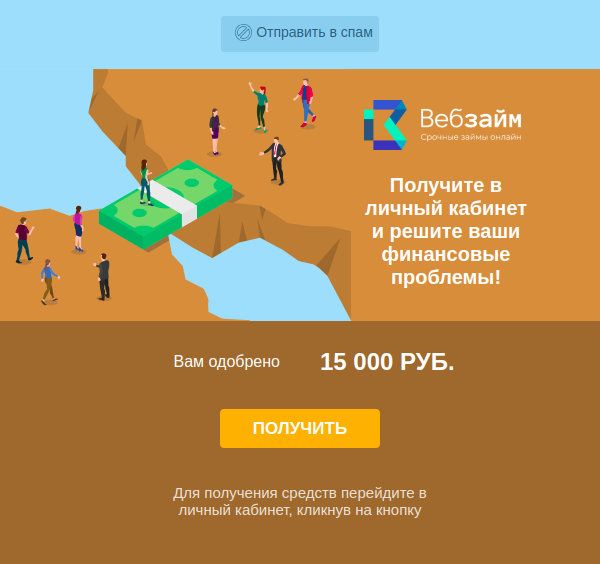 Отправить в спам
Вебзайм
Срочные займы онлайн
Получите в
личный кабинет
и решите ваши
финансовые
проблемы!
Вам одобрено 15 000 РУБ.
ПОЛУЧИТЬ
Для получения средств перейдите в
личный кабинет, кликнув на кнопку